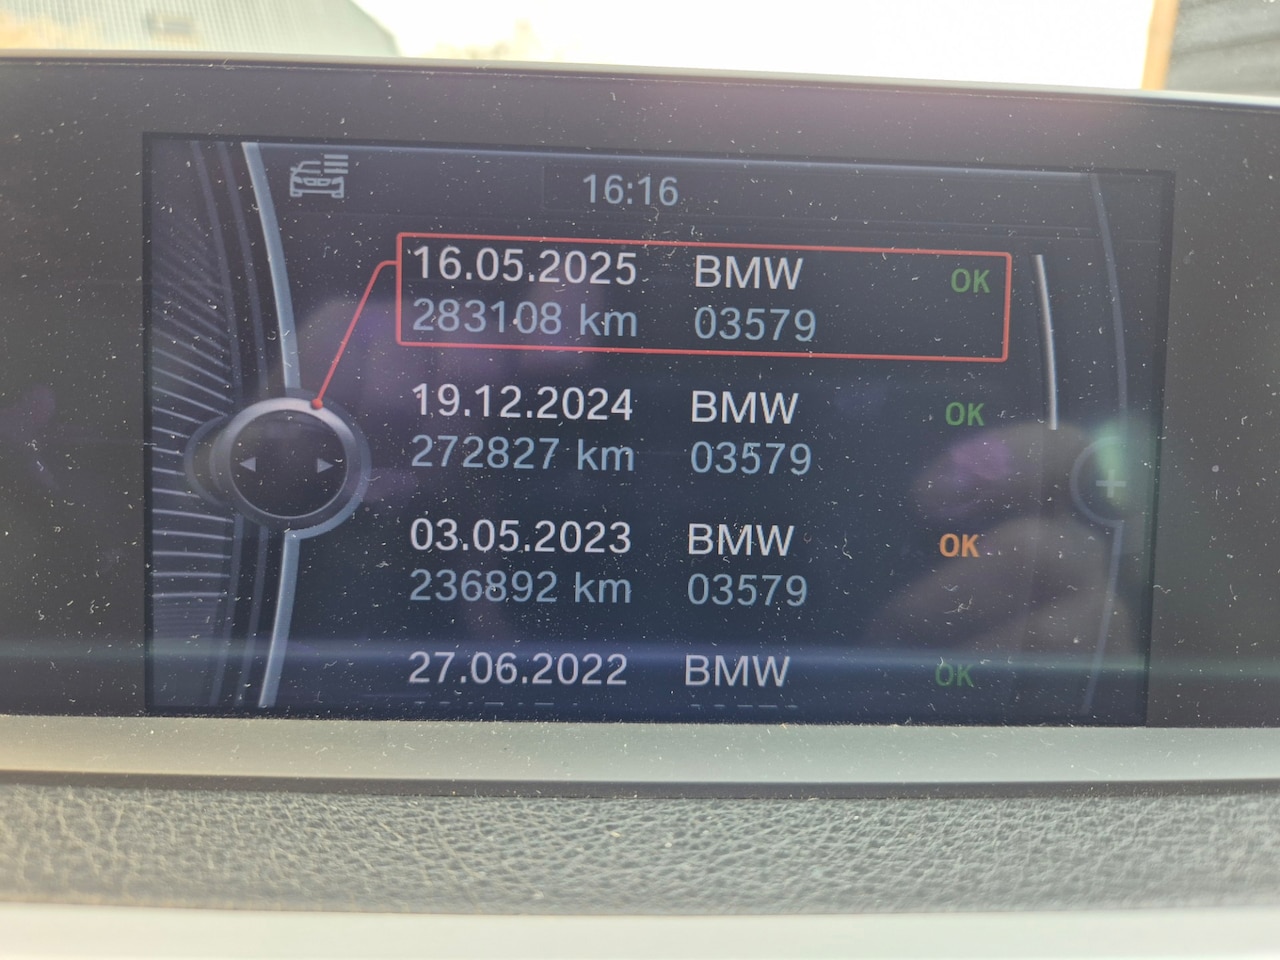 16:16
16.05.2025 BMW OK
283108 km 03579
19.12.2024 BMW OK
272827 km 03579
03.05.2023 BMW OK
236892 km 03579
27.06.2022 BMW OK